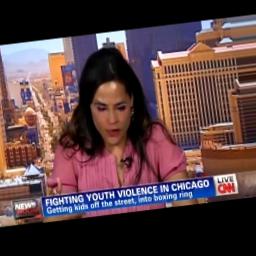 FIGHTING YOUTH VIOLENCE IN CHICAGO
Getting kids off the street, into boxing ring
LIVE
CNN
NEWS